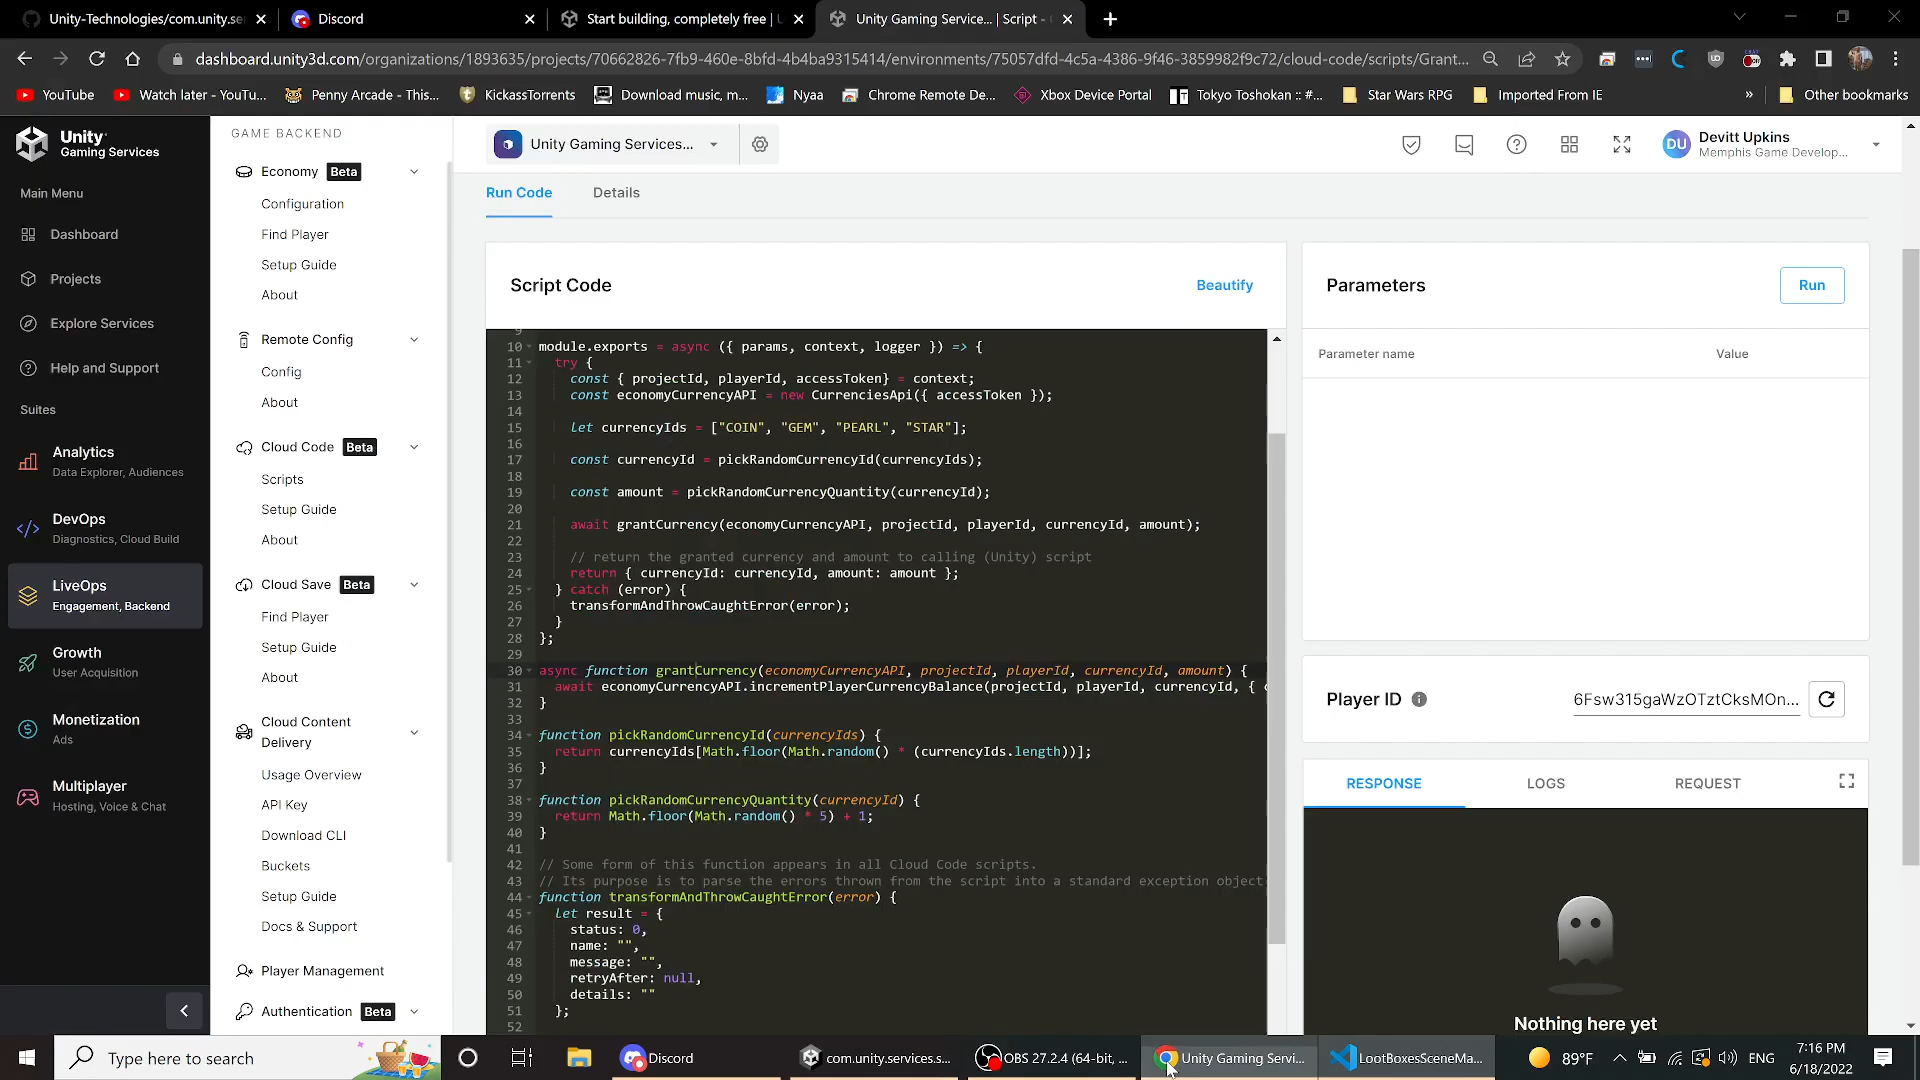 Unity-Technologies/com.unity.se
Discord
Start building, completely free | U
Unity Gaming Service... | Script -
dashboard.unity3d.com/organizations/1893635/projects/70662826-7fb9-460e-8bfd-4b4ba9315414/environments/75057dfd-4c5a-4386-9f46-3859982f9c72/cloud-code/scripts/Grant...
YouTube
Watch later - YouTu...
Penny Arcade - This...
KickassTorrents
Download music, m...
Nyaa
Chrome Remote De...
Xbox Device Portal
Tokyo Toshokan :: #...
Star Wars RPG
Imported From IE
»
Other bookmarks
Unity
Gaming Services
Main Menu
Dashboard
Projects
Explore Services
Help and Support
Suites
Analytics
Data Explorer, Audiences
DevOps
Diagnostics, Cloud Build
LiveOps
Engagement, Backend
Growth
User Acquisition
Monetization
Ads
Multiplayer
Hosting, Voice & Chat
GAME BACKEND
Economy Beta
Configuration
Find Player
Setup Guide
About
Remote Config
Config
About
Cloud Code Beta
Scripts
Setup Guide
About
Cloud Save Beta
Find Player
Setup Guide
About
Cloud Content
Delivery
Usage Overview
API Key
Download CLI
Buckets
Setup Guide
Docs & Support
Player Management
Authentication Beta
Unity Gaming Services...
DU
Devitt Upkins
Memphis Game Develop...
Run Code
Details
Script Code
Beautify
9
10 module.exports = async ({ params, context, logger }) => {
11 try {
12 const { projectId, playerId, accessToken} = context;
13 const economyCurrencyAPI = new CurrenciesApi({ accessToken });
14
15 let currencyIds = ["COIN", "GEM", "PEARL", "STAR"];
16
17 const currencyId = pickRandomCurrencyId(currencyIds);
18
19 const amount = pickRandomCurrencyQuantity(currencyId);
20
21 await grantCurrency(economyCurrencyAPI, projectId, playerId, currencyId, amount);
22
23 // return the granted currency and amount to calling (Unity) script
24 return { currencyId: currencyId, amount: amount };
25 } catch (error) {
26 transformAndThrowCaughtError(error);
27 }
28 };
29
30 async function grantCurrency(economyCurrencyAPI, projectId, playerId, currencyId, amount) {
31 await economyCurrencyAPI.incrementPlayerCurrencyBalance(projectId, playerId, currencyId, {
32 }
33
34 function pickRandomCurrencyId(currencyIds) {
35 return currencyIds[Math.floor(Math.random() * (currencyIds.length))];
36 }
37
38 function pickRandomCurrencyQuantity(currencyId) {
39 return Math.floor(Math.random() * 5) + 1;
40 }
41
42 // Some form of this function appears in all Cloud Code scripts.
43 // Its purpose is to parse the errors thrown from the script into a standard exception object
44 function transformAndThrowCaughtError(error) {
45 let result = {
46 status: 0,
47 name: "",
48 message: "",
49 retryAfter: null,
50 details: ""
51 };
52
Parameters
Run
Parameter name
Value
Player ID
6Fsw315gaWzOTztCksMOn...
RESPONSE
LOGS
REQUEST
Nothing here yet
Type here to search
Discord
com.unity.services.s...
OBS 27.2.4 (64-bit, ...
Unity Gaming Servi...
LootBoxesSceneMa...
89°F
ENG
7:16 PM
6/18/2022